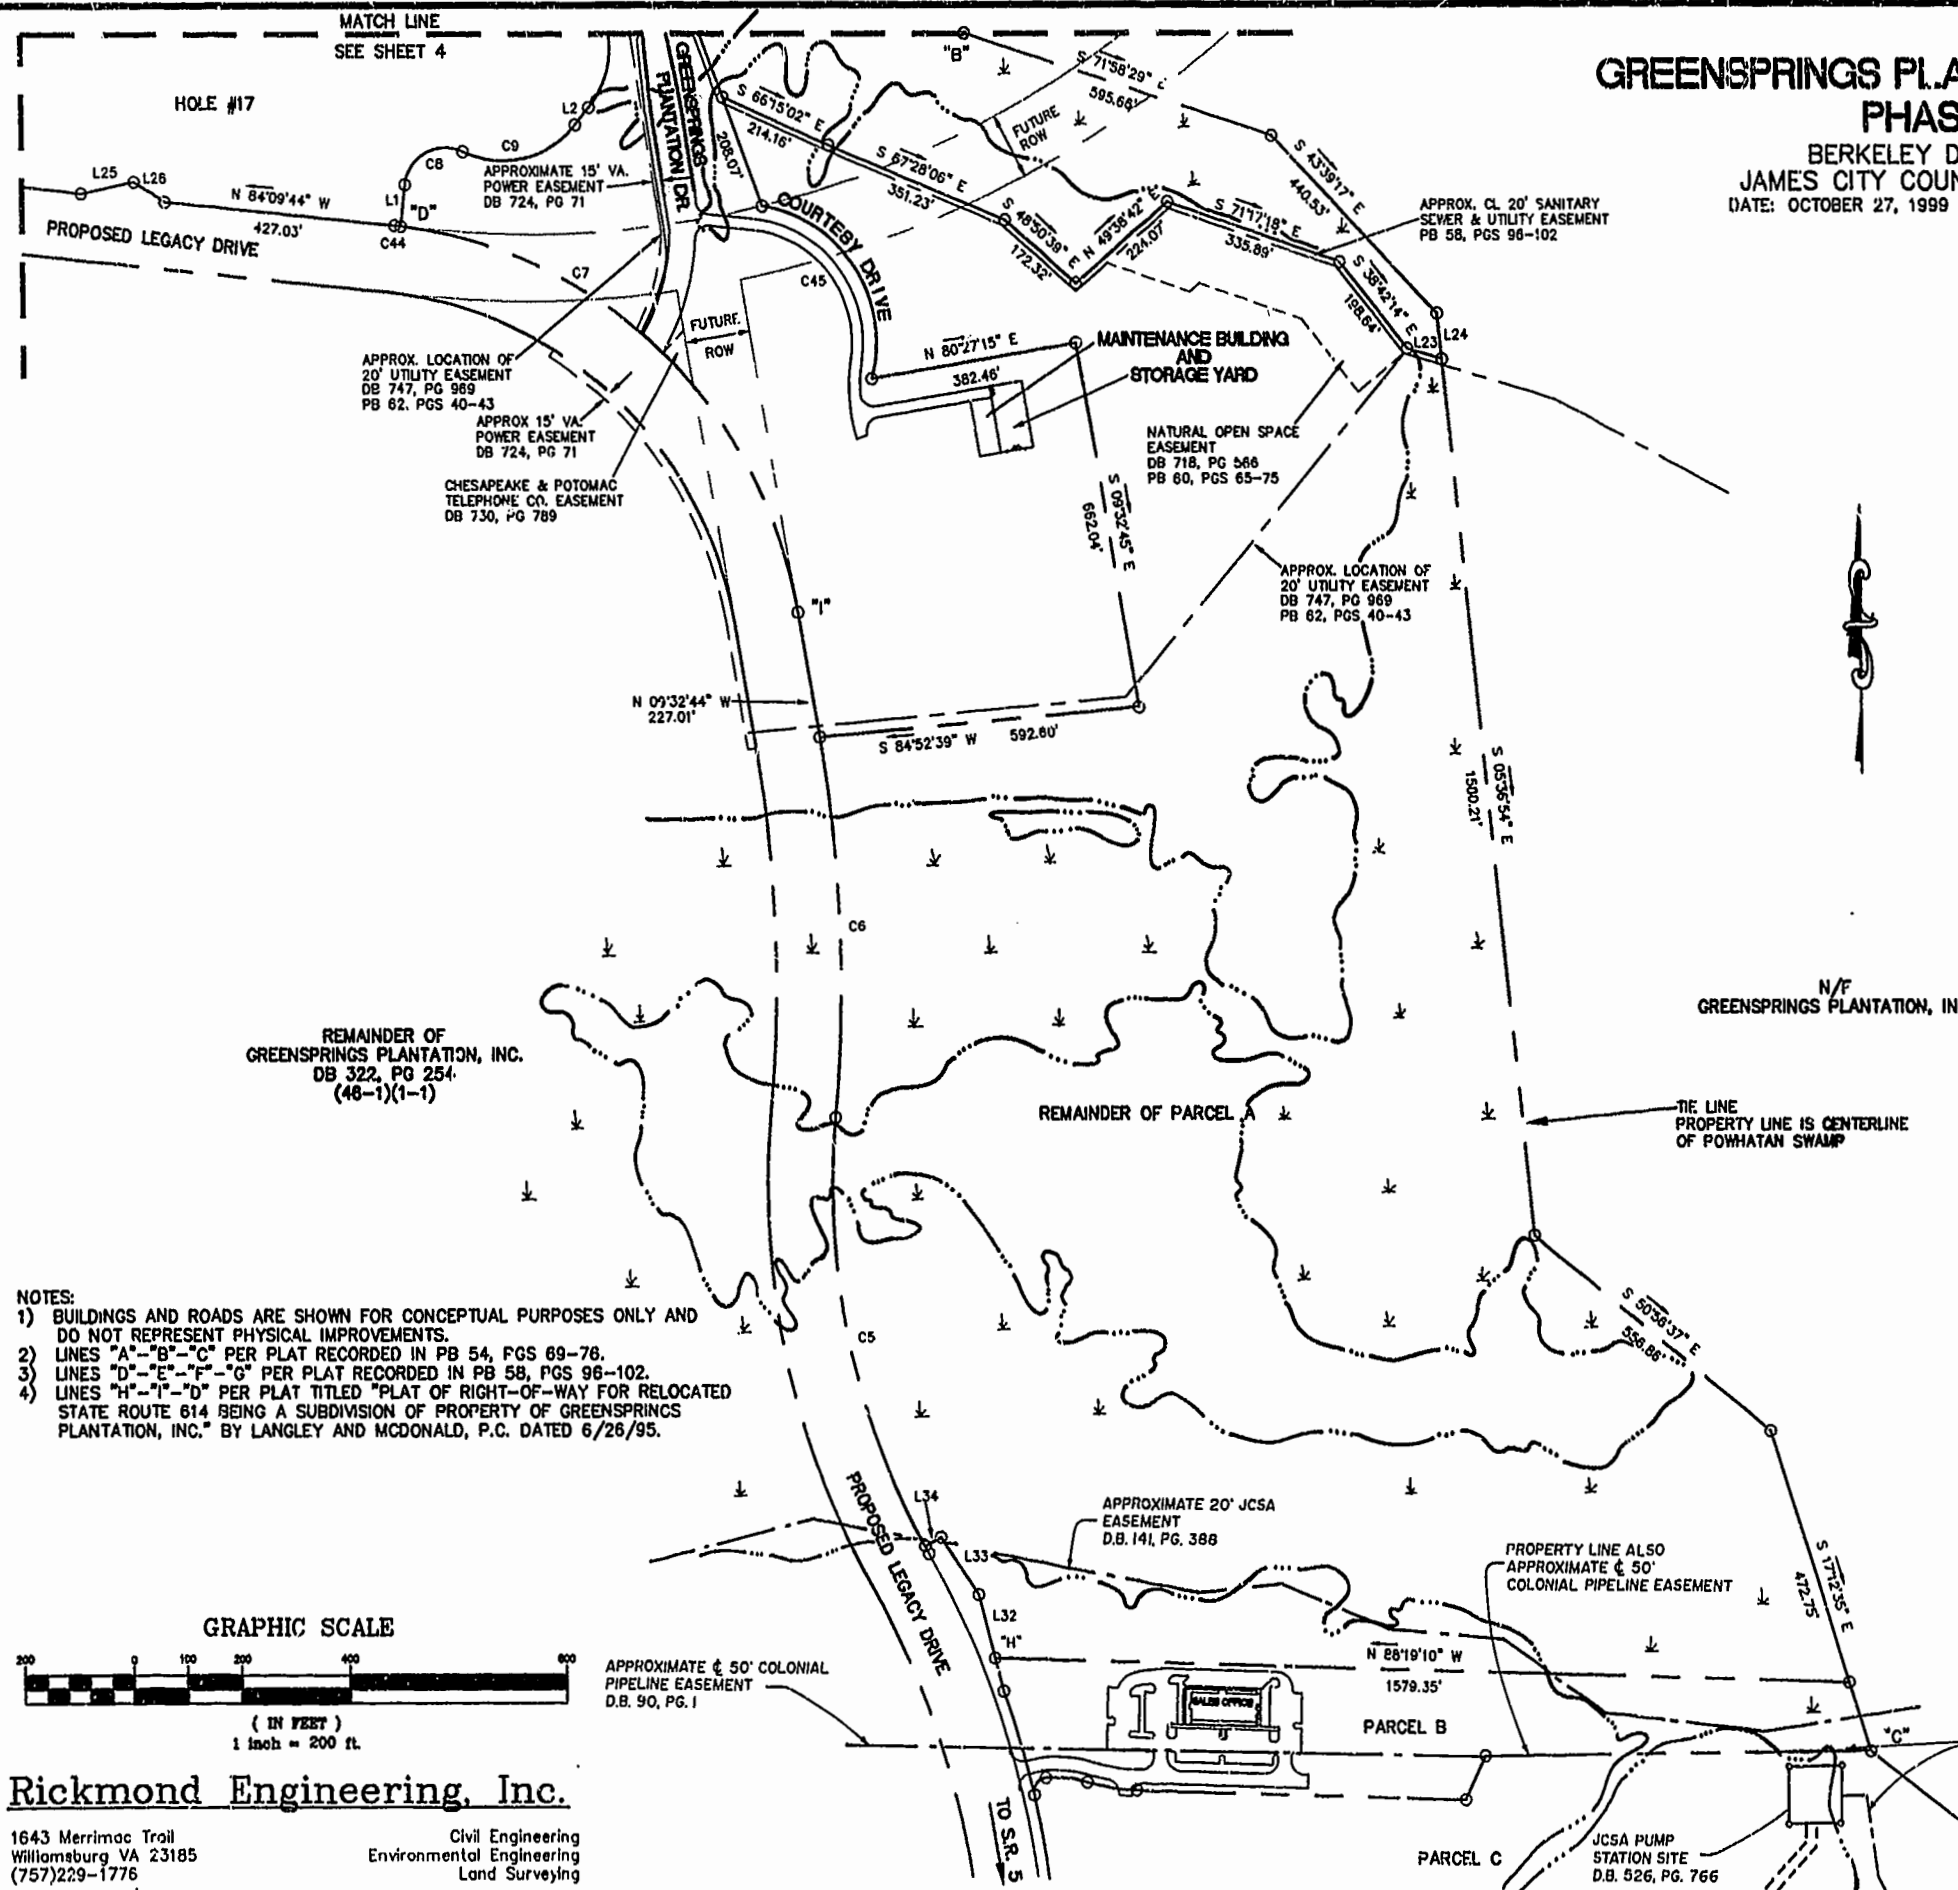 MATCH LINE
SEE SHEET 4
GREENSPRINGS PLA
PHAS
BERKELEY D
JAMES CITY COUN
DATE: OCTOBER 27, 1999
HOLE #17
L25
L26
N 84°09'44" W
427.03'
PROPOSED LEGACY DRIVE
L1
"D"
C44
C8
C9
L2
C7
APPROXIMATE 15' VA.
POWER EASEMENT
DB 724, PG 71
GREENSPRINGS
PLANTATION DR.
208.07'
S 66°15'02" E
214.16'
"B"
S 71°58'29" E
595.66'
FUTURE
ROW
S 67°28'06" E
351.23'
S 48°50'39" E
172.32'
N 49°38'42" E
224.07'
S 71°17'18" E
335.89'
S 43°39'17" E
440.53'
APPROX. CL 20' SANITARY
SEWER & UTILITY EASEMENT
PB 58, PGS 96-102
S 38°42'14" E
198.64'
L23
L24
COURTEBY DRIVE
C45
FUTURE
ROW
N 80°27'15" E
382.46'
MAINTENANCE BUILDING
AND
STORAGE YARD
APPROX. LOCATION OF
20' UTILITY EASEMENT
DB 747, PG 969
PB 62, PGS 40-43
APPROX 15' VA.
POWER EASEMENT
DB 724, PG 71
CHESAPEAKE & POTOMAC
TELEPHONE CO. EASEMENT
DB 730, PG 789
NATURAL OPEN SPACE
EASEMENT
DB 718, PG 566
PB 60, PGS 65-75
S 09°32'45" E
662.04'
APPROX. LOCATION OF
20' UTILITY EASEMENT
DB 747, PG 969
PB 62, PGS 40-43
"I"
N 09°32'44" W
227.01'
S 84°52'39" W 592.60'
S 05°36'54" E
1500.21'
C6
N/F
GREENSPRINGS PLANTATION, IN
REMAINDER OF
GREENSPRINGS PLANTATION, INC.
DB 322, PG 254
(46-1)(1-1)
REMAINDER OF PARCEL A
TIE LINE
PROPERTY LINE IS CENTERLINE
OF POWHATAN SWAMP
S 50°56'37" E
556.86'
NOTES:
1) BUILDINGS AND ROADS ARE SHOWN FOR CONCEPTUAL PURPOSES ONLY AND
DO NOT REPRESENT PHYSICAL IMPROVEMENTS.
2) LINES "A"-"B"-"C" PER PLAT RECORDED IN PB 54, PGS 69-76.
3) LINES "D"-"E"-"F"-"G" PER PLAT RECORDED IN PB 58, PGS 96-102.
4) LINES "H"-"I"-"D" PER PLAT TITLED "PLAT OF RIGHT-OF-WAY FOR RELOCATED
STATE ROUTE 614 BEING A SUBDIVISION OF PROPERTY OF GREENSPRINGS
PLANTATION, INC." BY LANGLEY AND MCDONALD, P.C. DATED 6/26/95.
C5
PROPOSED LEGACY DRIVE
L34
L33
L32
"H"
APPROXIMATE 20' JCSA
EASEMENT
D.B. 141, PG. 388
PROPERTY LINE ALSO
APPROXIMATE ℄ 50'
COLONIAL PIPELINE EASEMENT
S 17°12'35" E
472.75
GRAPHIC SCALE
200 0 100 200 400 800
( IN FEET )
1 inch = 200 ft.
APPROXIMATE ℄ 50' COLONIAL
PIPELINE EASEMENT
D.B. 90, PG. 1
N 28°19'10" W
1579.35'
SALES OFFICE
PARCEL B
"C"
TO S.R. 5
PARCEL C
JCSA PUMP
STATION SITE
D.B. 526, PG. 766
Rickmond Engineering, Inc.
1643 Merrimac Trail
Williamsburg VA 23185
(757)229-1776
Civil Engineering
Environmental Engineering
Land Surveying